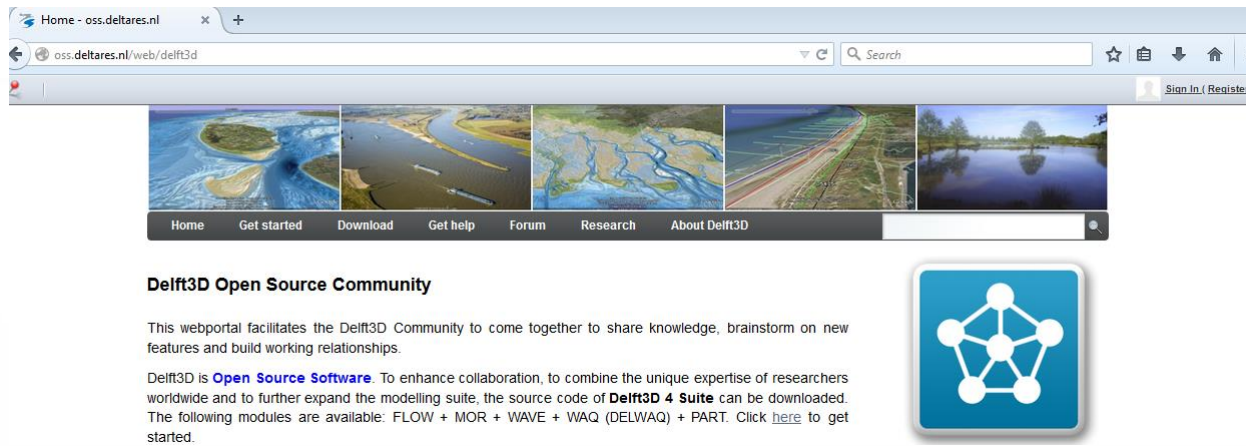 Home - oss.deltares.nl
oss.deltares.nl/web/delft3d
Search
Sign In ( Registe
Home Get started Download Get help Forum Research About Delft3D
Delft3D Open Source Community
This webportal facilitates the Delft3D Community to come together to share knowledge, brainstorm on new
features and build working relationships.
Delft3D is Open Source Software. To enhance collaboration, to combine the unique expertise of researchers
worldwide and to further expand the modelling suite, the source code of Delft3D 4 Suite can be downloaded.
The following modules are available: FLOW + MOR + WAVE + WAQ (DELWAQ) + PART. Click here to get
started.